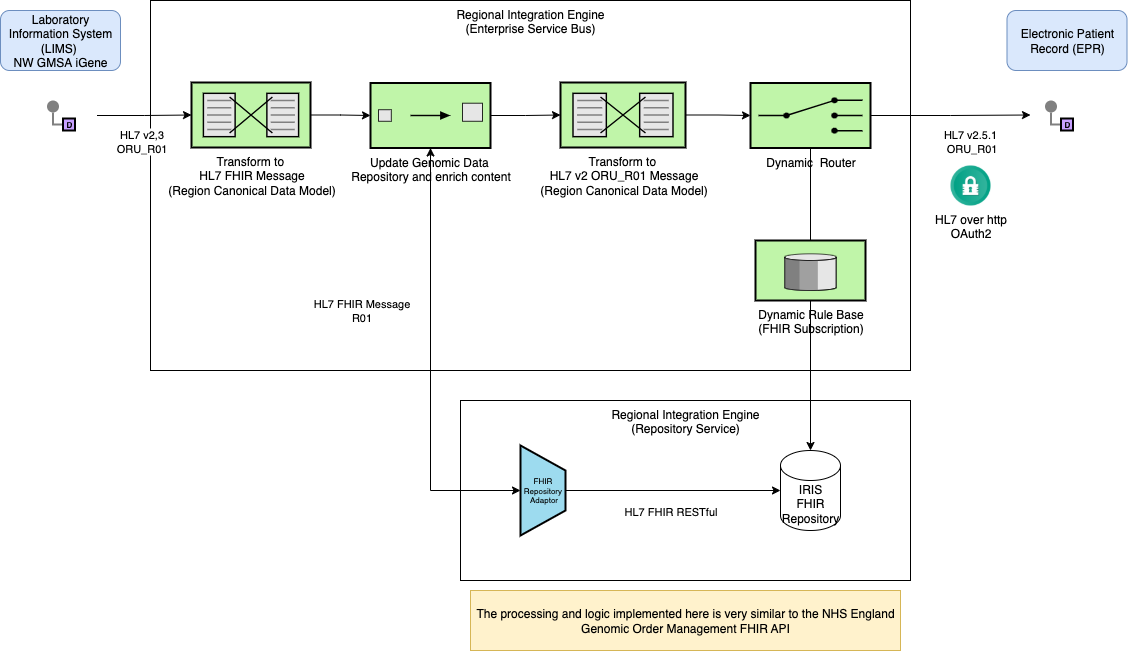 Laboratory
Information System
(LIMS)
NW GMSA iGene
Regional Integration Engine
(Enterprise Service Bus)
Electronic Patient
Record (EPR)
D
D
HL7 v2,3
ORU_R01
Transform to
HL7 FHIR Message
(Region Canonical Data Model)
Update Genomic Data
Repository and enrich content
Transform to
HL7 v2 ORU_R01 Message
(Region Canonical Data Model)
Dynamic Router
HL7 v2.5.1
ORU_R01
HL7 over http
OAuth2
HL7 FHIR Message
R01
Dynamic Rule Base
(FHIR Subscription)
Regional Integration Engine
(Repository Service)
FHIR
Repository
Adaptor
HL7 FHIR RESTful
IRIS
FHIR
Repository
The processing and logic implemented here is very similar to the NHS England
Genomic Order Management FHIR API